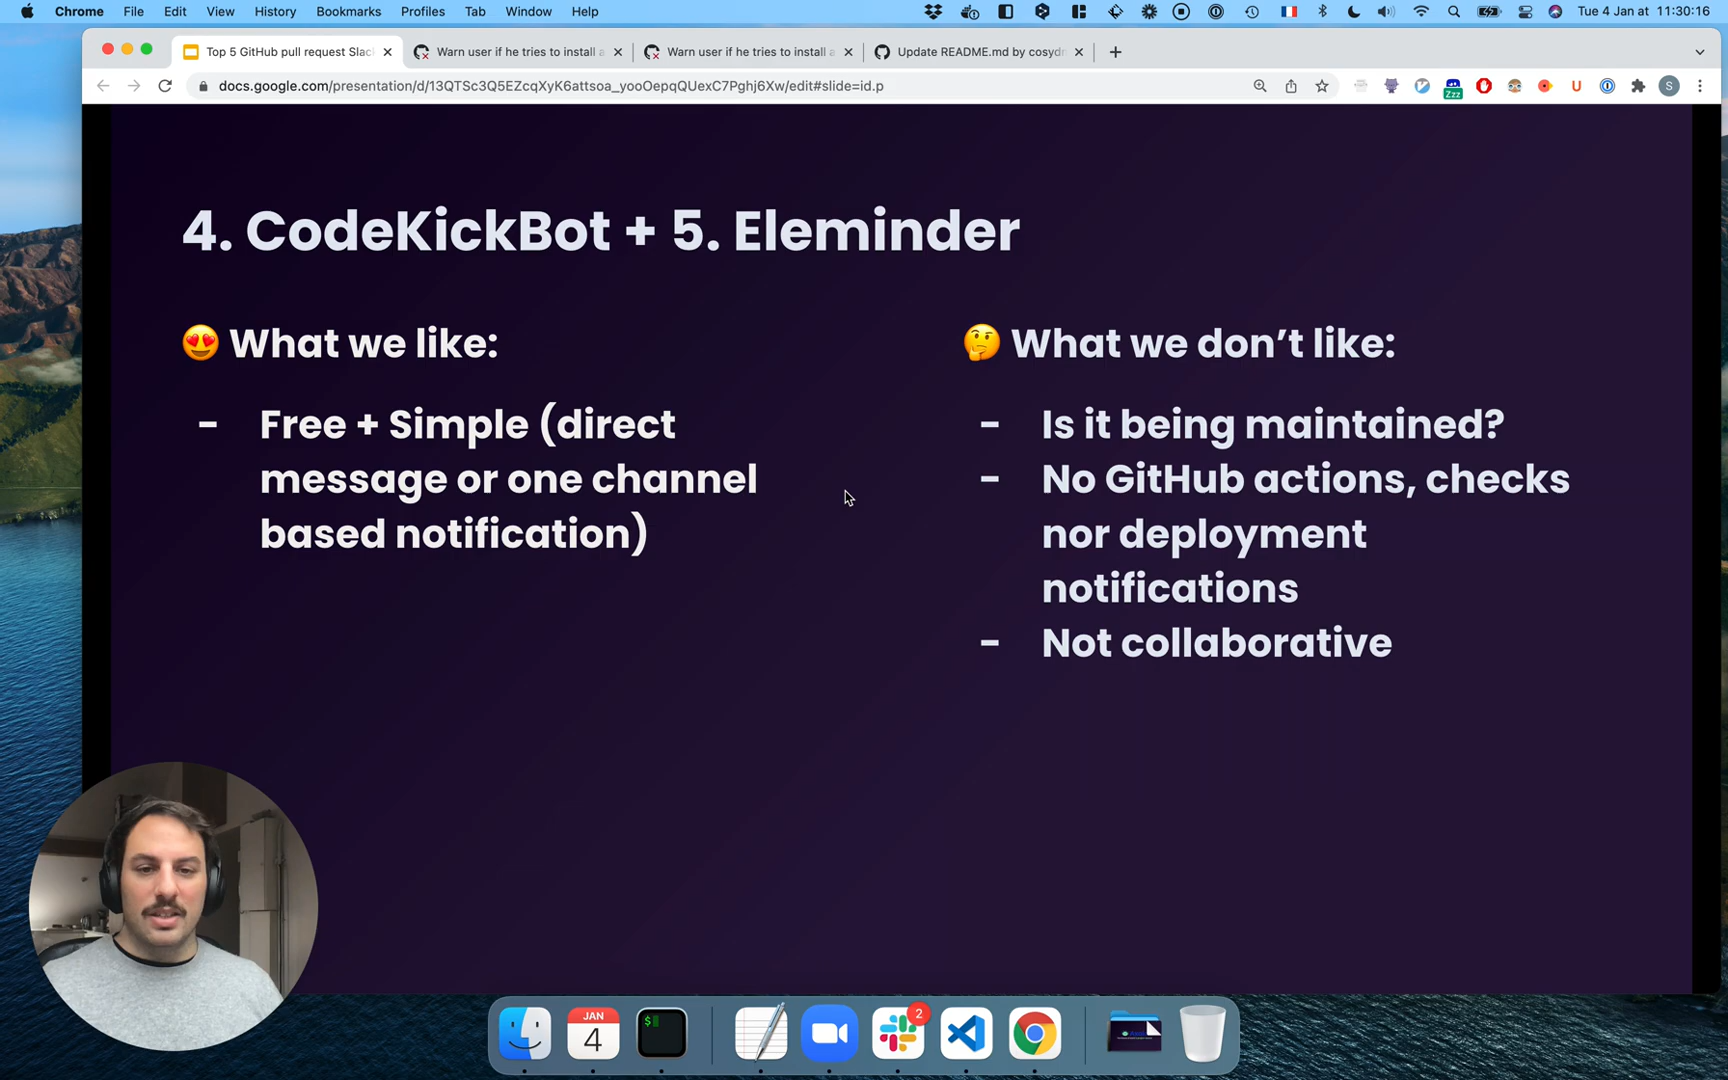 Chrome File Edit View History Bookmarks Profiles Tab Window Help Tue 4 Jan at 11:30:16
Top 5 GitHub pull request Slac
Warn user if he tries to install a
Warn user if he tries to install a
Update README.md by cosydn
docs.google.com/presentation/d/13QTSc3Q5EZcqXyK6attsoa_yooOepqQUexC7Pghj6Xw/edit#slide=id.p
Zzz
U
S
4. CodeKickBot + 5. Eleminder
😍 What we like:
- Free + Simple (direct
message or one channel
based notification)
🤔 What we don’t like:
- Is it being maintained?
- No GitHub actions, checks
nor deployment
notifications
- Not collaborative
JAN
4
$
2